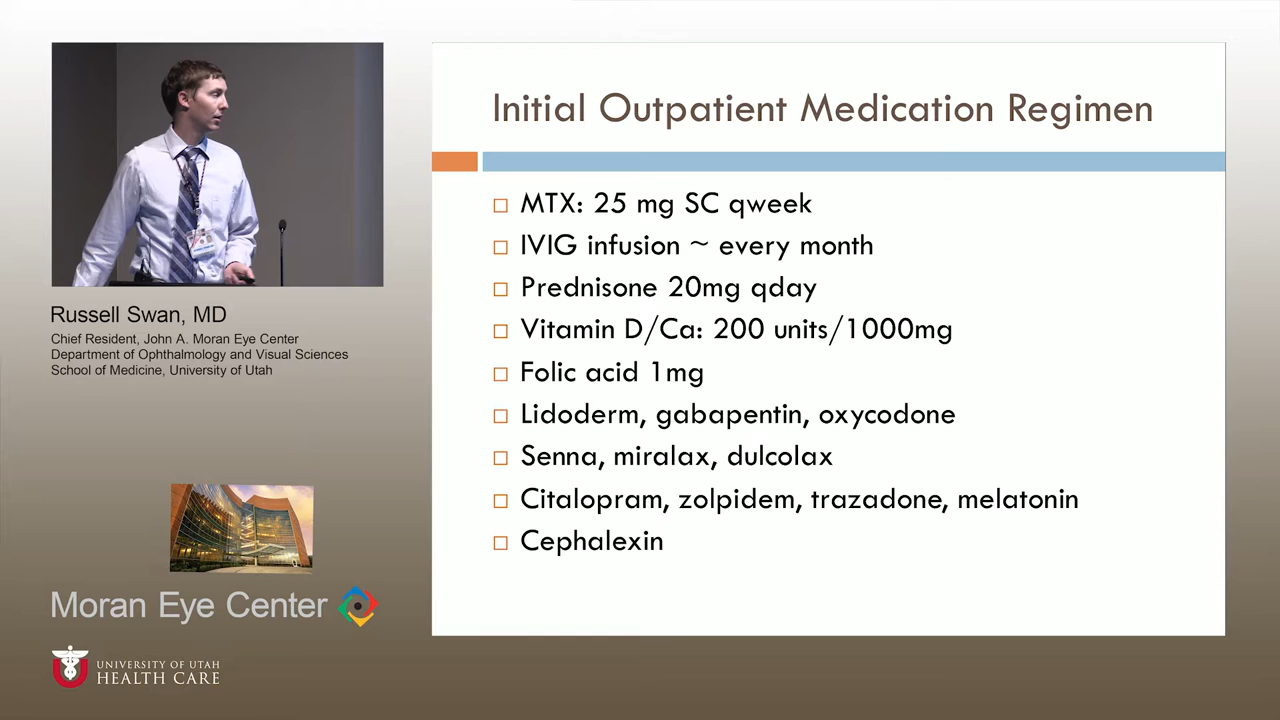 Initial Outpatient Medication Regimen
MTX: 25 mg SC qweek
IVIG infusion ~ every month
Prednisone 20mg qday
Vitamin D/Ca: 200 units/1000mg
Folic acid 1mg
Lidoderm, gabapentin, oxycodone
Senna, miralax, dulcolax
Citalopram, zolpidem, trazadone, melatonin
Cephalexin
Russell Swan, MD
Chief Resident, John A. Moran Eye Center
Department of Ophthalmology and Visual Sciences
School of Medicine, University of Utah
Moran Eye Center
UNIVERSITY OF UTAH
HEALTH CARE